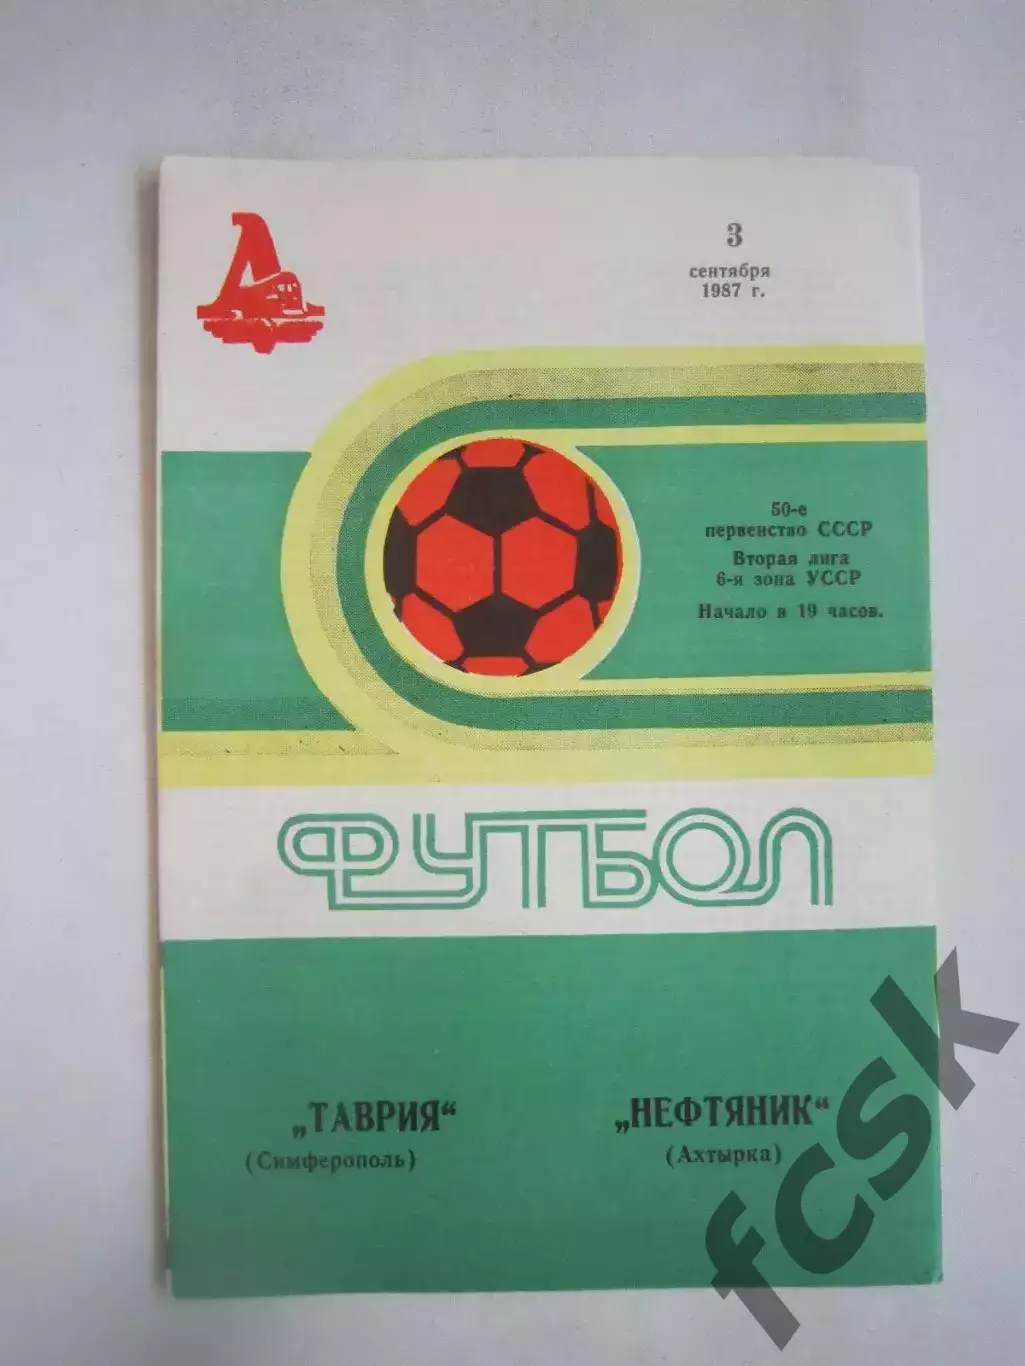 3
сентября
1987 г.
50-е
первенство СССР
Вторая лига
6-я зона УССР
Начало в 19 часов.
ФУТБОЛ
„ТАВРИЯ“
(Симферополь)
„НЕФТЯНИК“
(Ахтырка)
fcsk